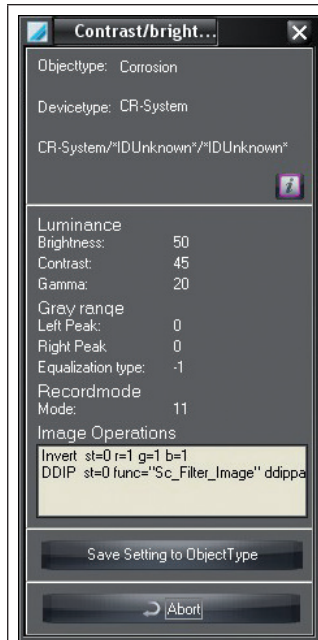 Contrast/bright...
Objecttype: Corrosion
Devicetype: CR-System
CR-System/*IDUnknown*/*IDUnknown*
i
Luminance
Brightness: 50
Contrast: 45
Gamma: 20
Gray range
Left Peak: 0
Right Peak 0
Equalization type: -1
Recordmode
Mode: 11
Image Operations
Invert st=0 r=1 g=1 b=1
DDIP st=0 func="Sc_Filter_Image" ddippa
Save Setting to ObjectType
Abort